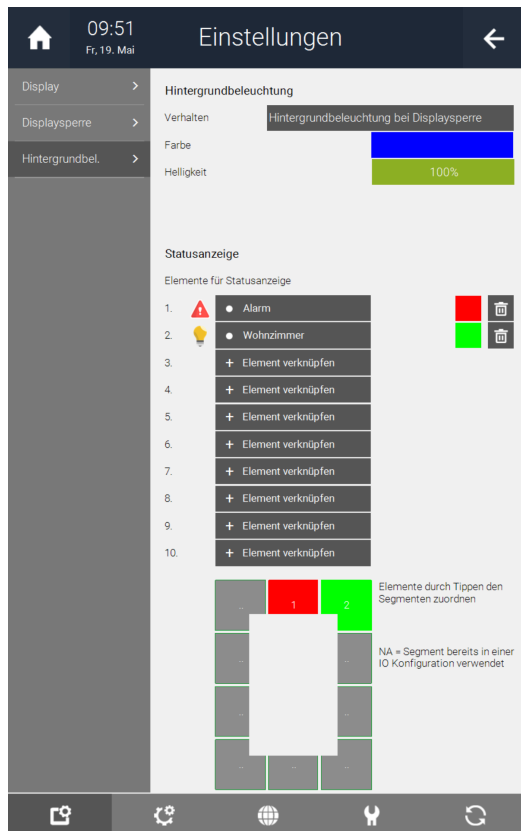 09:51
Fr, 19. Mai
Einstellungen
Display
Displaysperre
Hintergrundbel.
Hintergrundbeleuchtung
Verhalten
Hintergrundbeleuchtung bei Displaysperre
Farbe
Helligkeit
100%
Statusanzeige
Elemente für Statusanzeige
1. Alarm
2. Wohnzimmer
3. + Element verknüpfen
4. + Element verknüpfen
5. + Element verknüpfen
6. + Element verknüpfen
7. + Element verknüpfen
8. + Element verknüpfen
9. + Element verknüpfen
10. + Element verknüpfen
Elemente durch Tippen den
Segmenten zuordnen
... 1 2
NA = Segment bereits in einer
IO Konfiguration verwendet
... ...
... ...
... ... ...